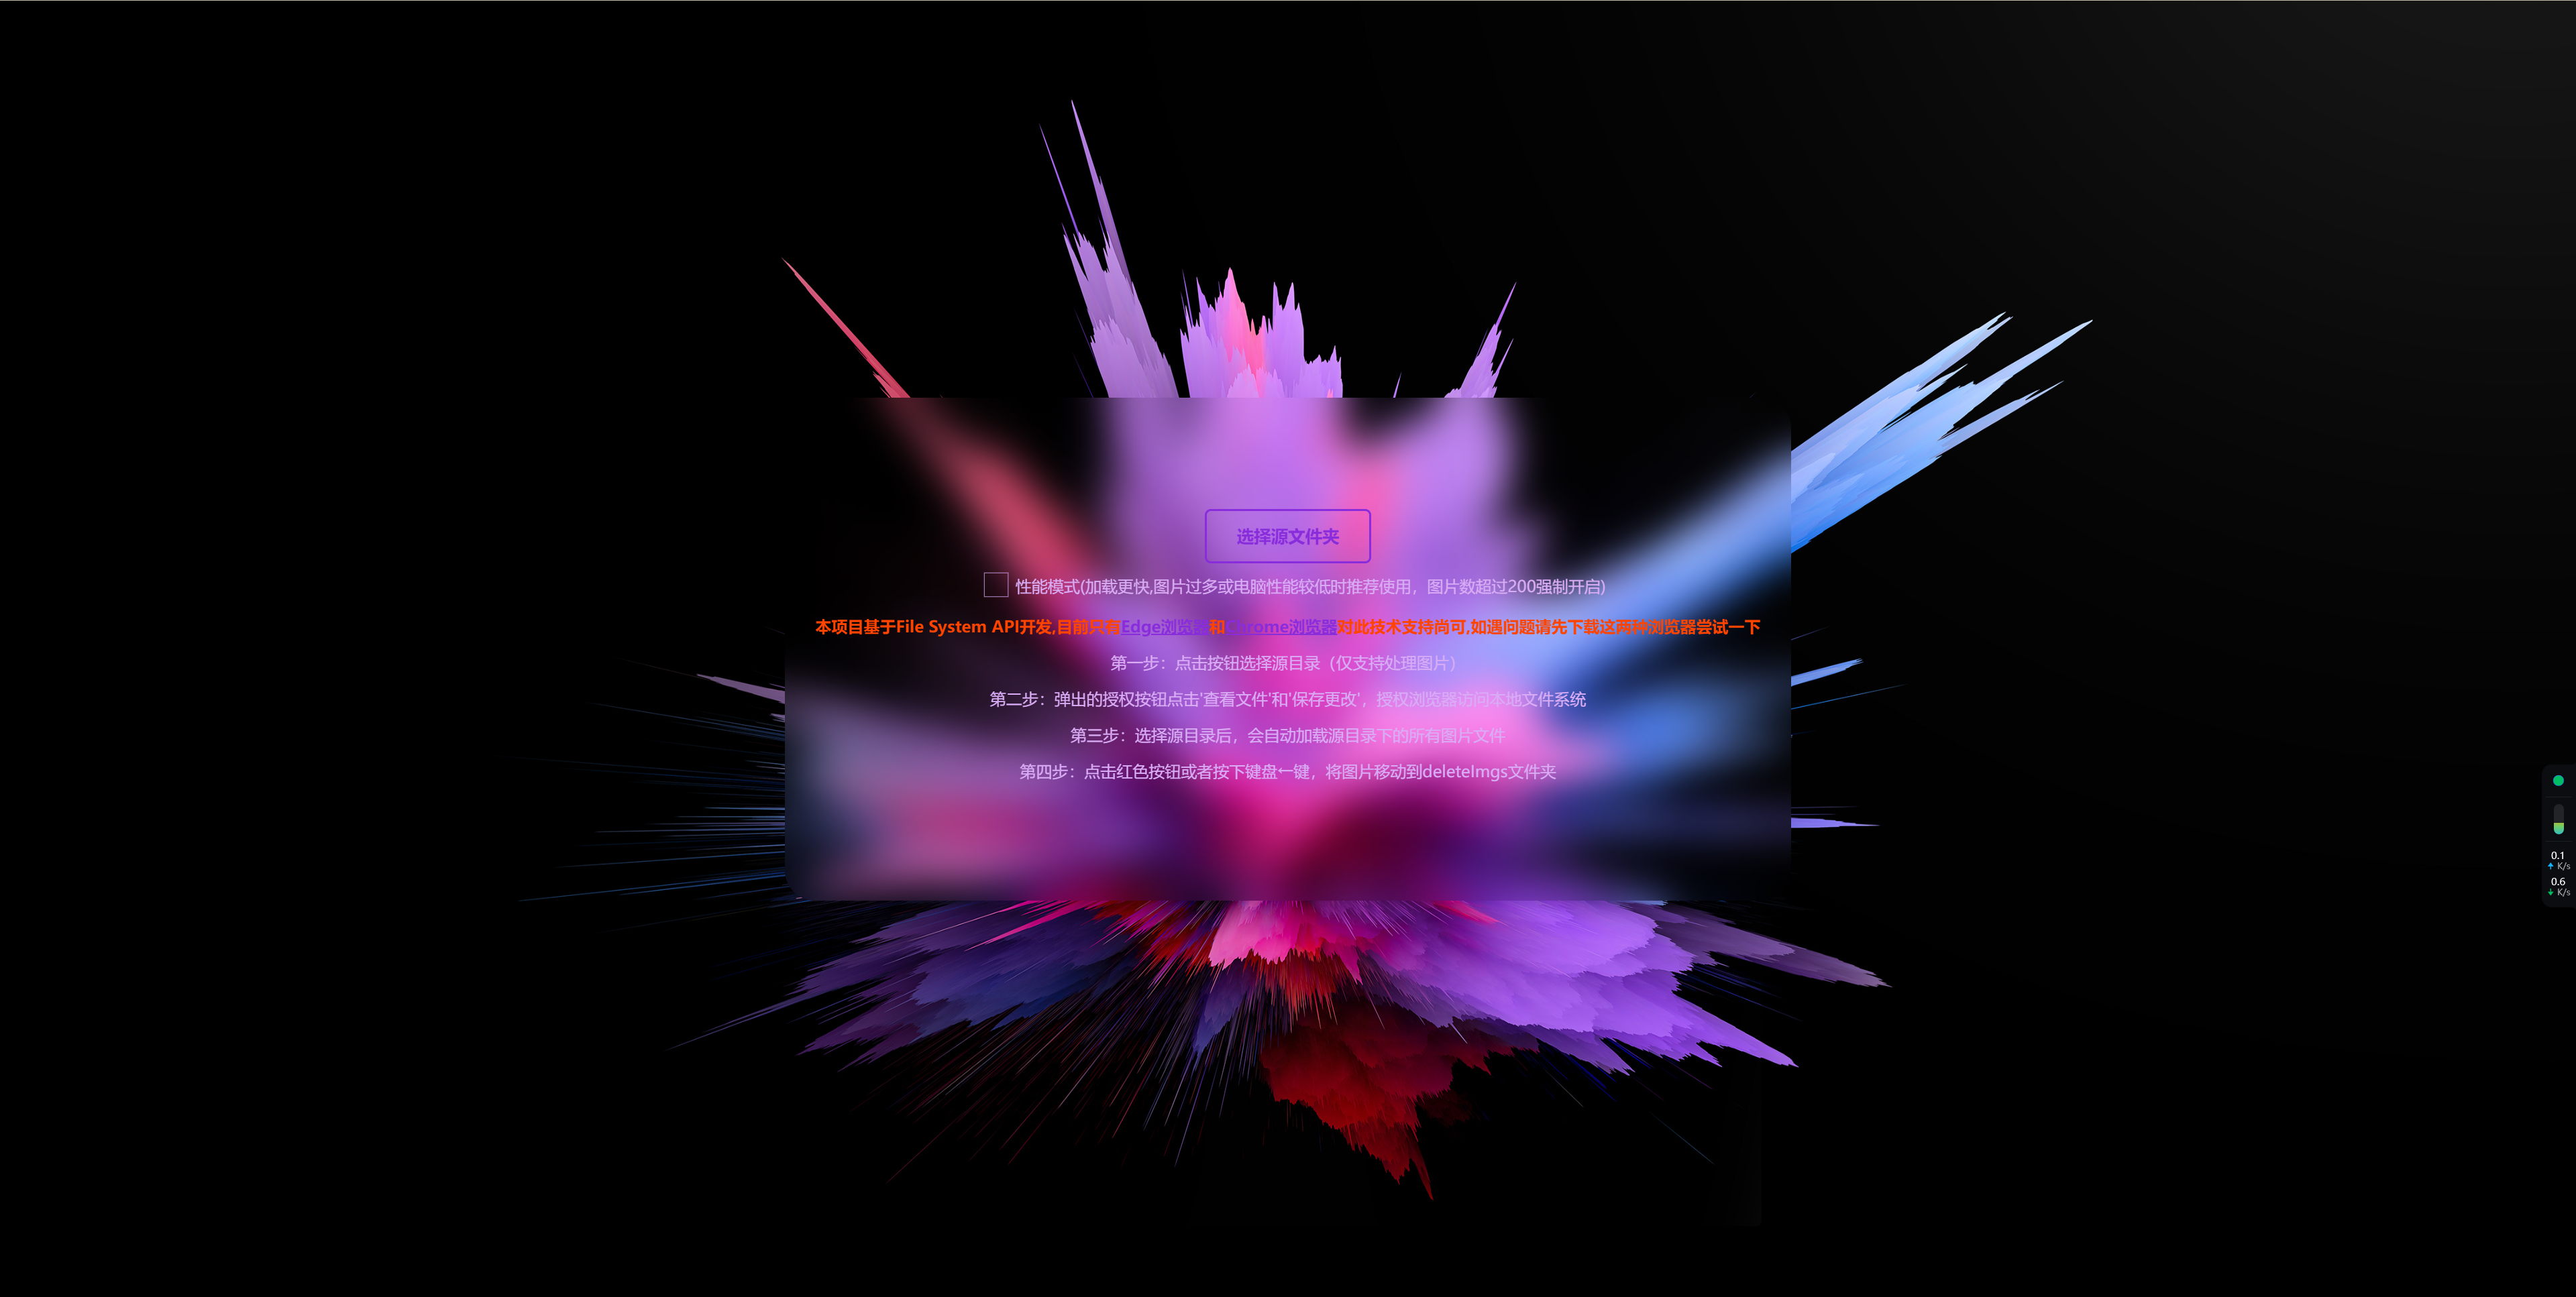 选择源文件夹
性能模式(加载更快,图片过多或电脑性能较低时推荐使用，图片数超过200强制开启)
本项目基于File System API开发,目前只有Edge浏览器和Chrome浏览器对此技术支持尚可,如遇问题请先下载这两种浏览器尝试一下
第一步：点击按钮选择源目录（仅支持处理图片）
第二步：弹出的授权按钮点击'查看文件'和'保存更改'，授权浏览器访问本地文件系统
第三步：选择源目录后，会自动加载源目录下的所有图片文件
第四步：点击红色按钮或者按下键盘←键，将图片移动到deleteImgs文件夹
0.1
↑ K/s
0.6
↓ K/s